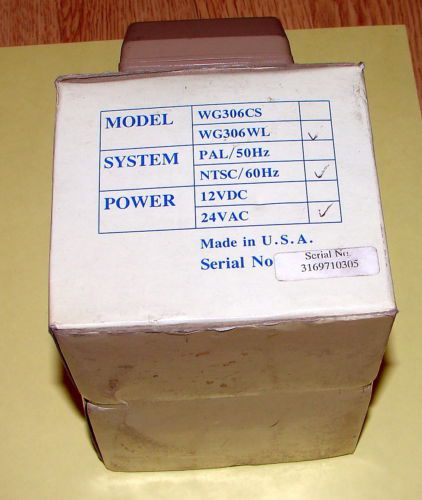 MODEL WG306CS
WG306WL
SYSTEM PAL/50Hz
NTSC/60Hz
POWER 12VDC
24VAC
Made in U.S.A.
Serial No
Serial No.
3169710305